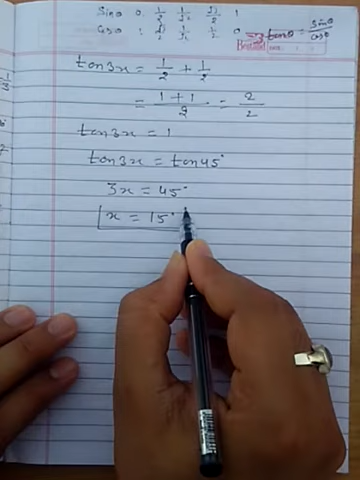 sinθ 0 1/2 1/√2 √3/2 1
cosθ : √3/2 1/√2 1/2 0 tanθ = sinθ/cosθ
tan3x = 1/2 + 1/2
= 1+1/2 = 2/2
tan3x = 1
tan3x = tan45°
3x = 45°
x = 15°